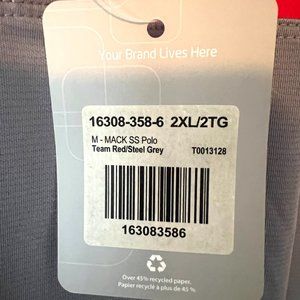 Your Brand Lives Here
16308-358-6 2XL/2TG
M - MACK SS Polo
Team Red/Steel Grey T0013128
163083586
Over 45% recycled paper.
Papier recyclé à plus de 45 %